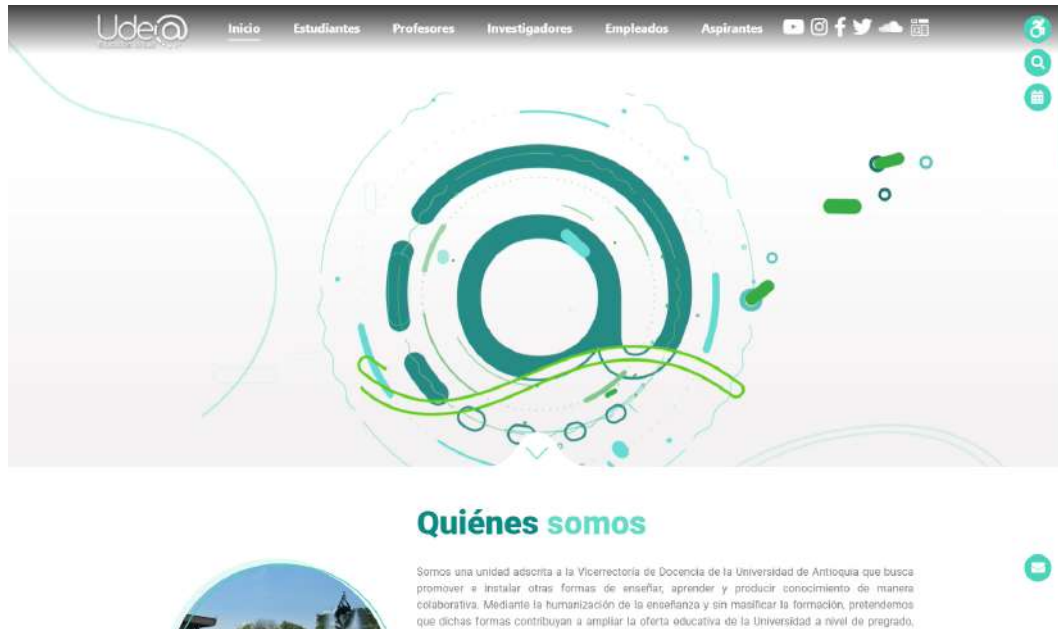 Ude@
Inicio Estudiantes Profesores Investigadores Empleados Aspirantes
Quiénes somos
Somos una unidad adscrita a la Vicerrectoría de Docencia de la Universidad de Antioquia que busca
promover e instalar otras formas de enseñar, aprender y producir conocimiento de manera
colaborativa. Mediante la humanización de la enseñanza y sin masificar la formación, pretendemos
que dichas formas contribuyan a ampliar la oferta educativa de la Universidad a nivel de pregrado,